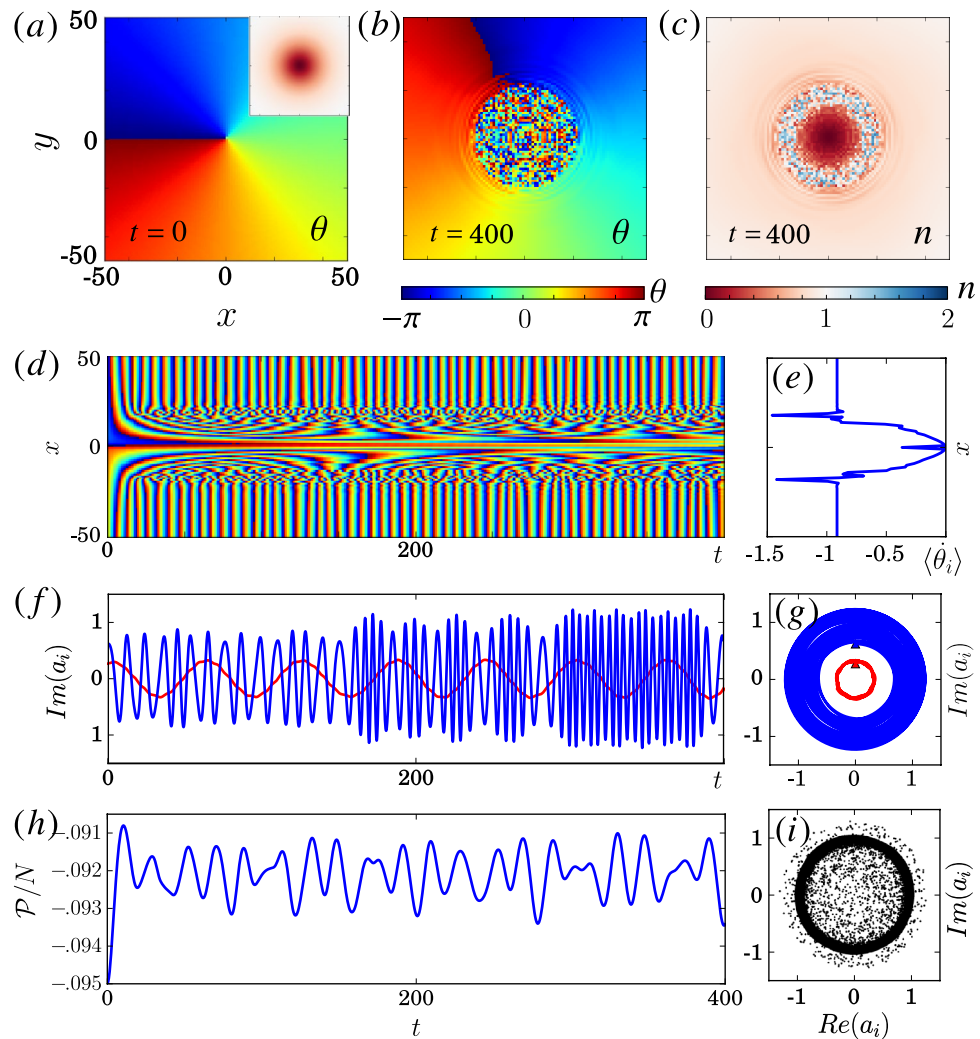 (a) (b) (c)
50
0
-50
y
t = 0 θ
t = 400 θ
t = 400 n
-50 0 50
x
−π 0 π θ
0 1 2 n
(d) (e)
50
0
-50
x
0 200 t
x
-1.5 -1 -0.5 ⟨θ̇ᵢ⟩
(f) (g)
1
0
1
Im(aᵢ)
0 200 t
1
0
-1
Im(aᵢ)
-1 0 1
(h) (i)
−.091
−.092
−.093
−.094
−.095
𝒫/N
0 200 400
t
1
0
-1
Im(aᵢ)
-1 0 1
Re(aᵢ)